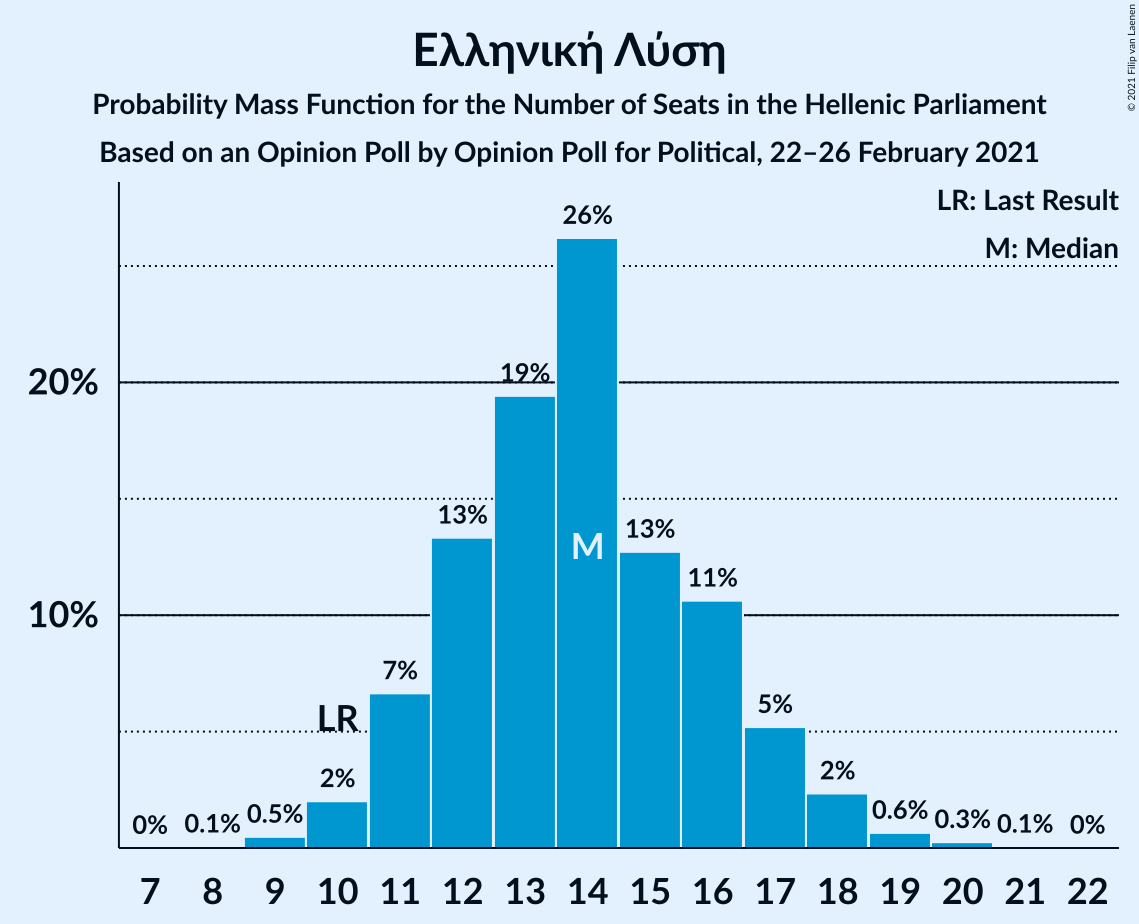 Ελληνική Λύση
Probability Mass Function for the Number of Seats in the Hellenic Parliament
Based on an Opinion Poll by Opinion Poll for Political, 22–26 February 2021
© 2021 Filip van Laenen
LR: Last Result
M: Median
20%
10%
0% 0.1% 0.5% 2% 7% 13% 19% 26% 13% 11% 5% 2% 0.6% 0.3% 0.1% 0%
LR
M
7 8 9 10 11 12 13 14 15 16 17 18 19 20 21 22